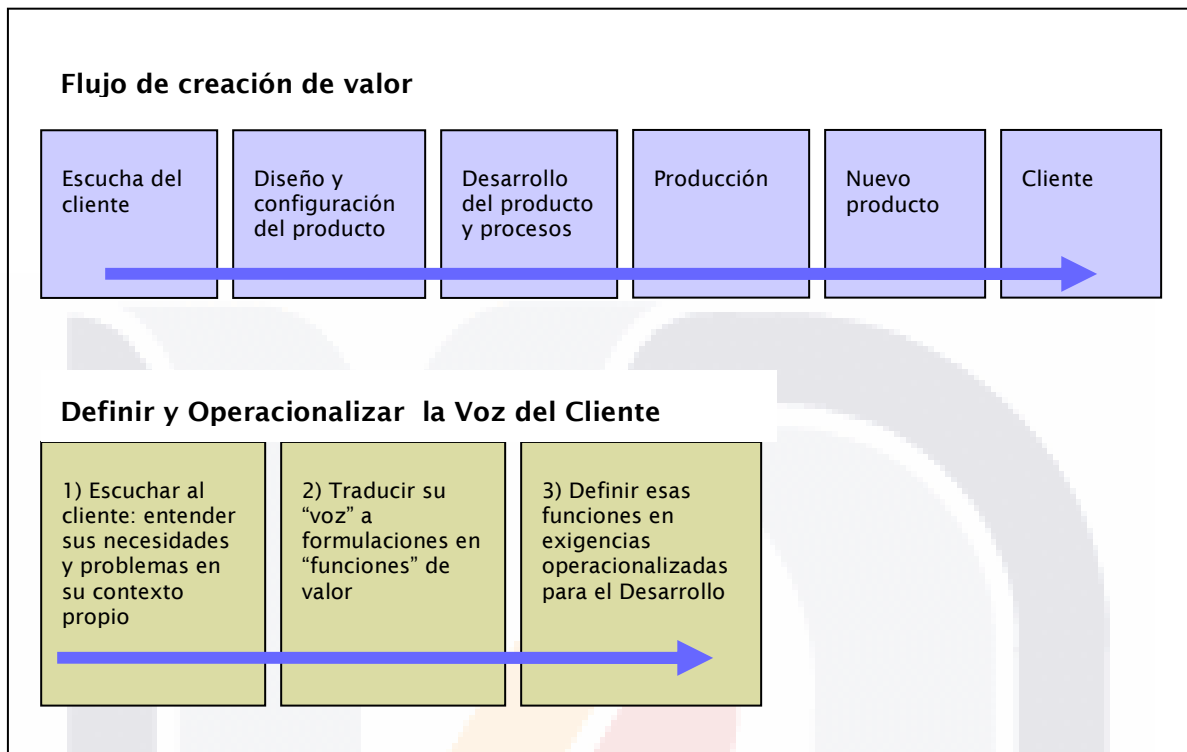 Flujo de creación de valor
Escucha del
cliente
Diseño y
configuración
del producto
Desarrollo
del producto
y procesos
Producción
Nuevo
producto
Cliente
Definir y Operacionalizar la Voz del Cliente
1) Escuchar al
cliente: entender
sus necesidades
y problemas en
su contexto
propio
2) Traducir su
“voz” a
formulaciones en
“funciones” de
valor
3) Definir esas
funciones en
exigencias
operacionalizadas
para el Desarrollo